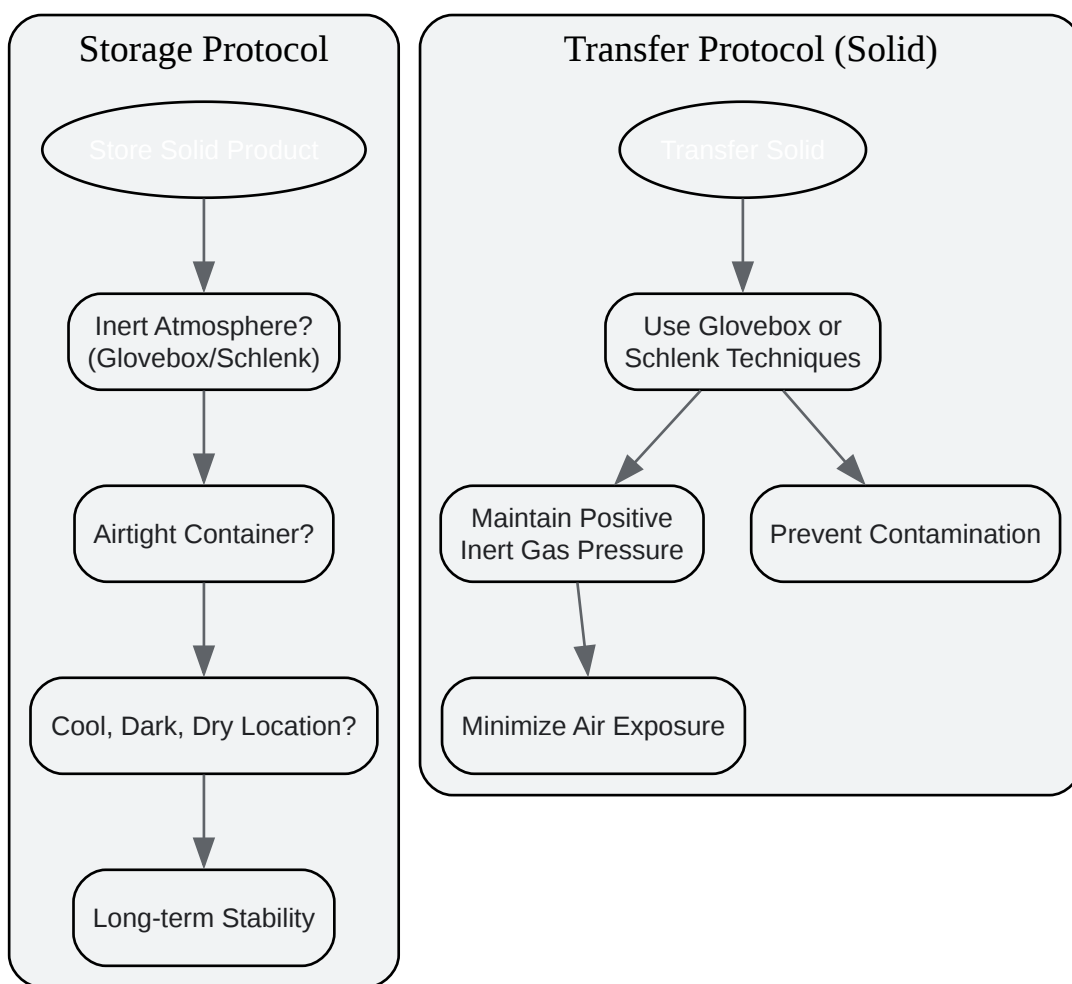 Storage Protocol
Store Solid Product
Inert Atmosphere?
(Glovebox/Schlenk)
Airtight Container?
Cool, Dark, Dry Location?
Long-term Stability
Transfer Protocol (Solid)
Transfer Solid
Use Glovebox or
Schlenk Techniques
Maintain Positive
Inert Gas Pressure
Prevent Contamination
Minimize Air Exposure